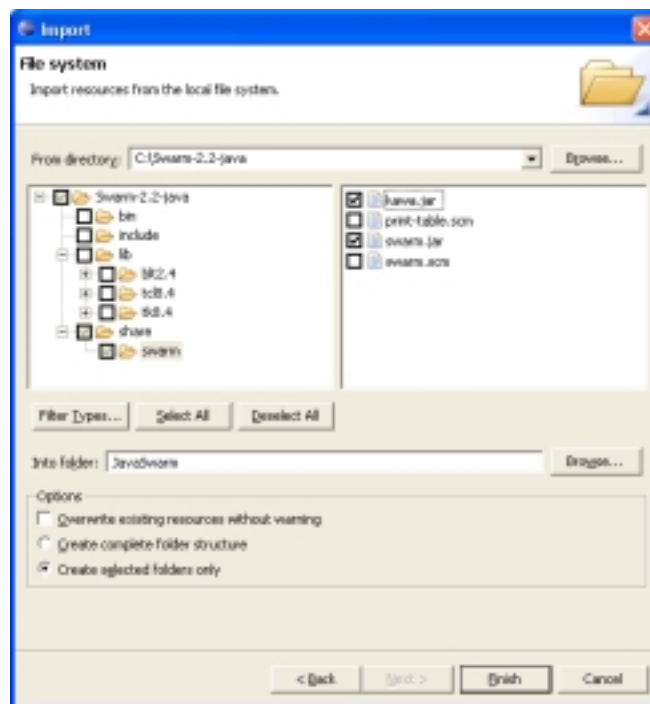 Import
File system
Import resources from the local file system.
From directory: C:\Swarm-2.2-java
Browse...
Swarm-2.2-java
bin
include
lib
blt2.4
tcl8.4
tk8.4
share
swarm
kawa.jar
print-table.scm
swarm.jar
swarm.scm
Filter Types...
Select All
Deselect All
Into folder: JavaSwarm
Browse...
Options
Overwrite existing resources without warning
Create complete folder structure
Create selected folders only
< Back
Next >
Finish
Cancel